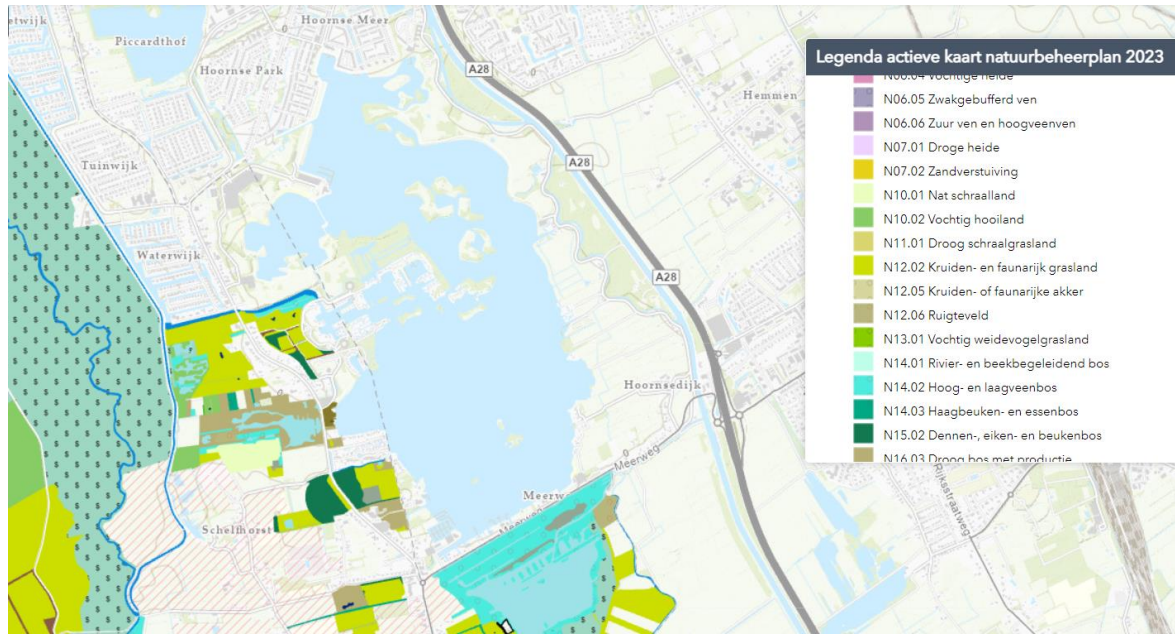 etwijk
Hoornse Meer
Piccardthof
0
Hoornse Park
A28
0
Hemmen
Tuinwijk
A28
Waterwijk
A28
Hoornsedijk
0
Meerweg
Meerw
Meerweg
Schelfhorst
Rijksstraatweg
Legenda actieve kaart natuurbeheerplan 2023
N06.04 Vochtige heide
N06.05 Zwakgebufferd ven
N06.06 Zuur ven en hoogveenven
N07.01 Droge heide
N07.02 Zandverstuiving
N10.01 Nat schraalland
N10.02 Vochtig hooiland
N11.01 Droog schraalgrasland
N12.02 Kruiden- en faunarijk grasland
N12.05 Kruiden- of faunarijke akker
N12.06 Ruigteveld
N13.01 Vochtig weidevogelgrasland
N14.01 Rivier- en beekbegeleidend bos
N14.02 Hoog- en laagveenbos
N14.03 Haagbeuken- en essenbos
N15.02 Dennen-, eiken- en beukenbos
N16.03 Droog bos met productie